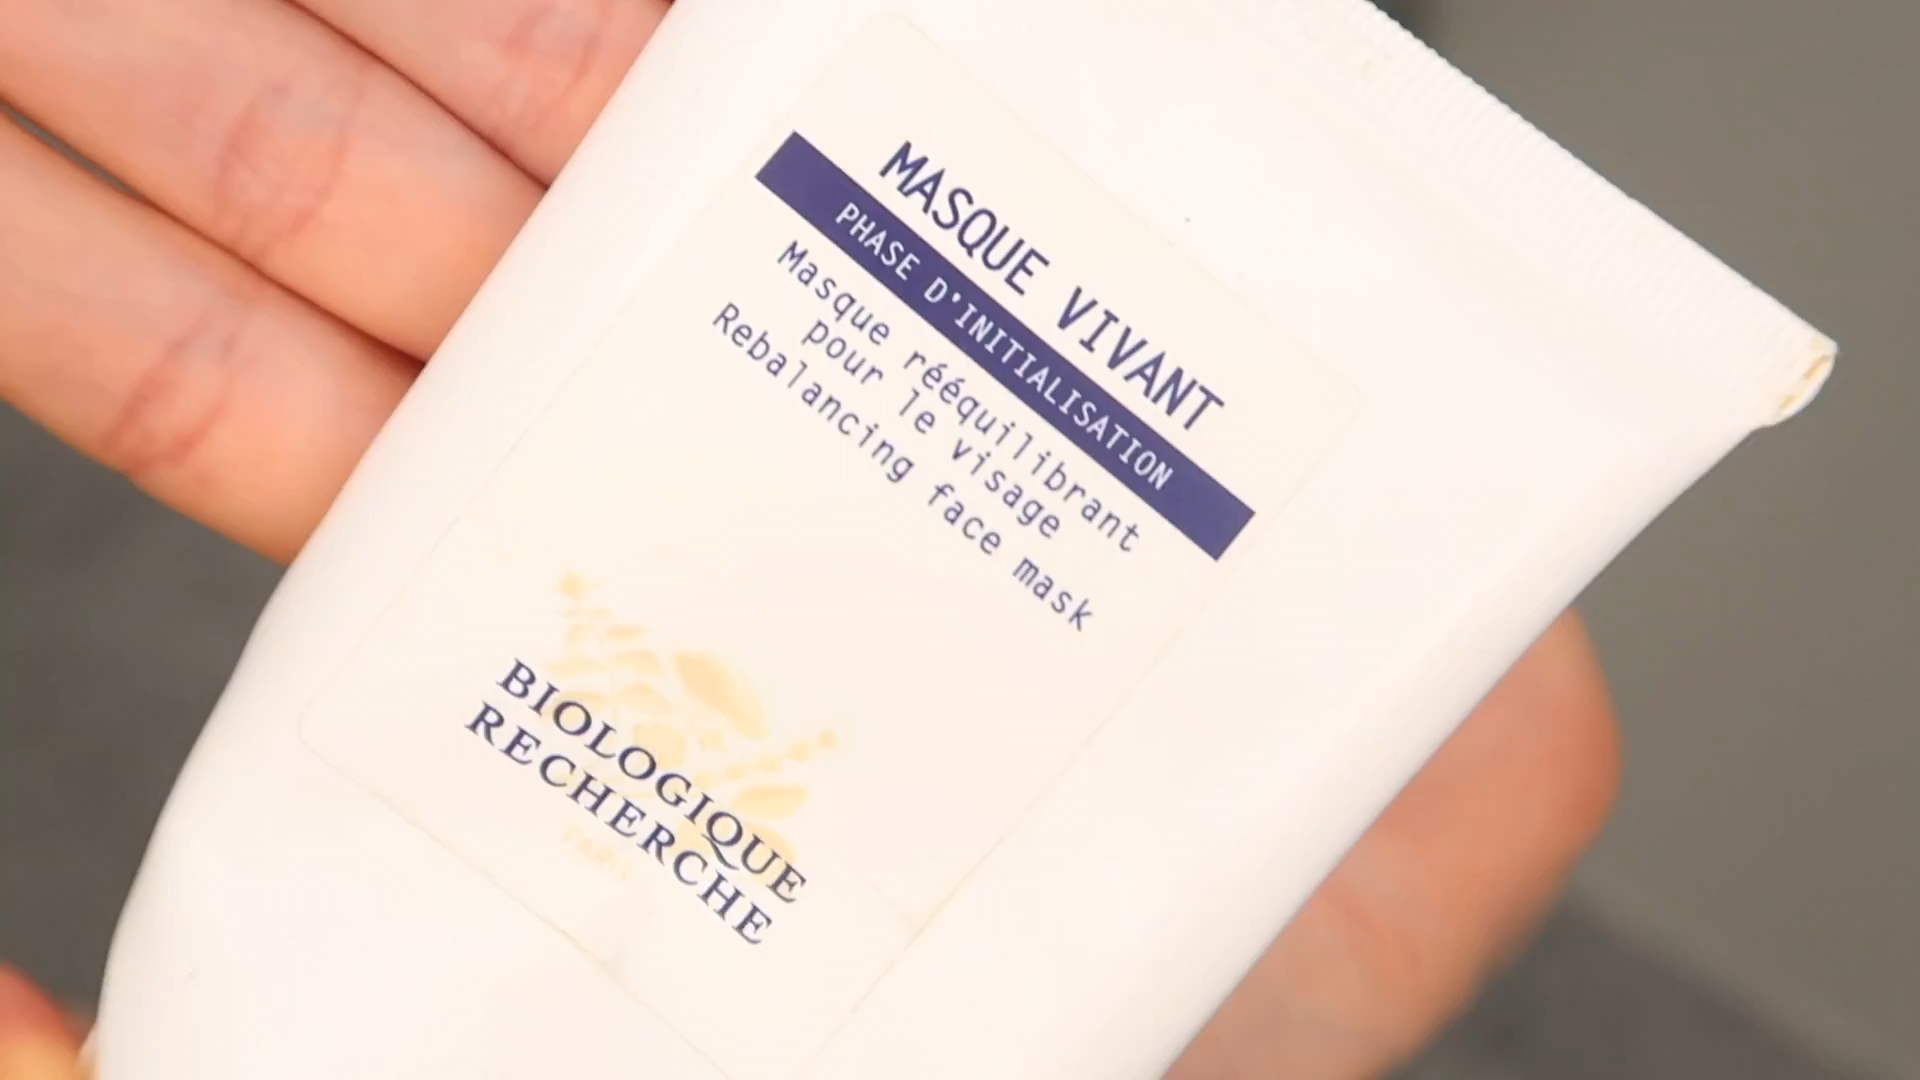 MASQUE VIVANT
PHASE D'INITIALISATION
Masque rééquilibrant
pour le visage
Rebalancing face mask
BIOLOGIQUE
RECHERCHE
PARIS